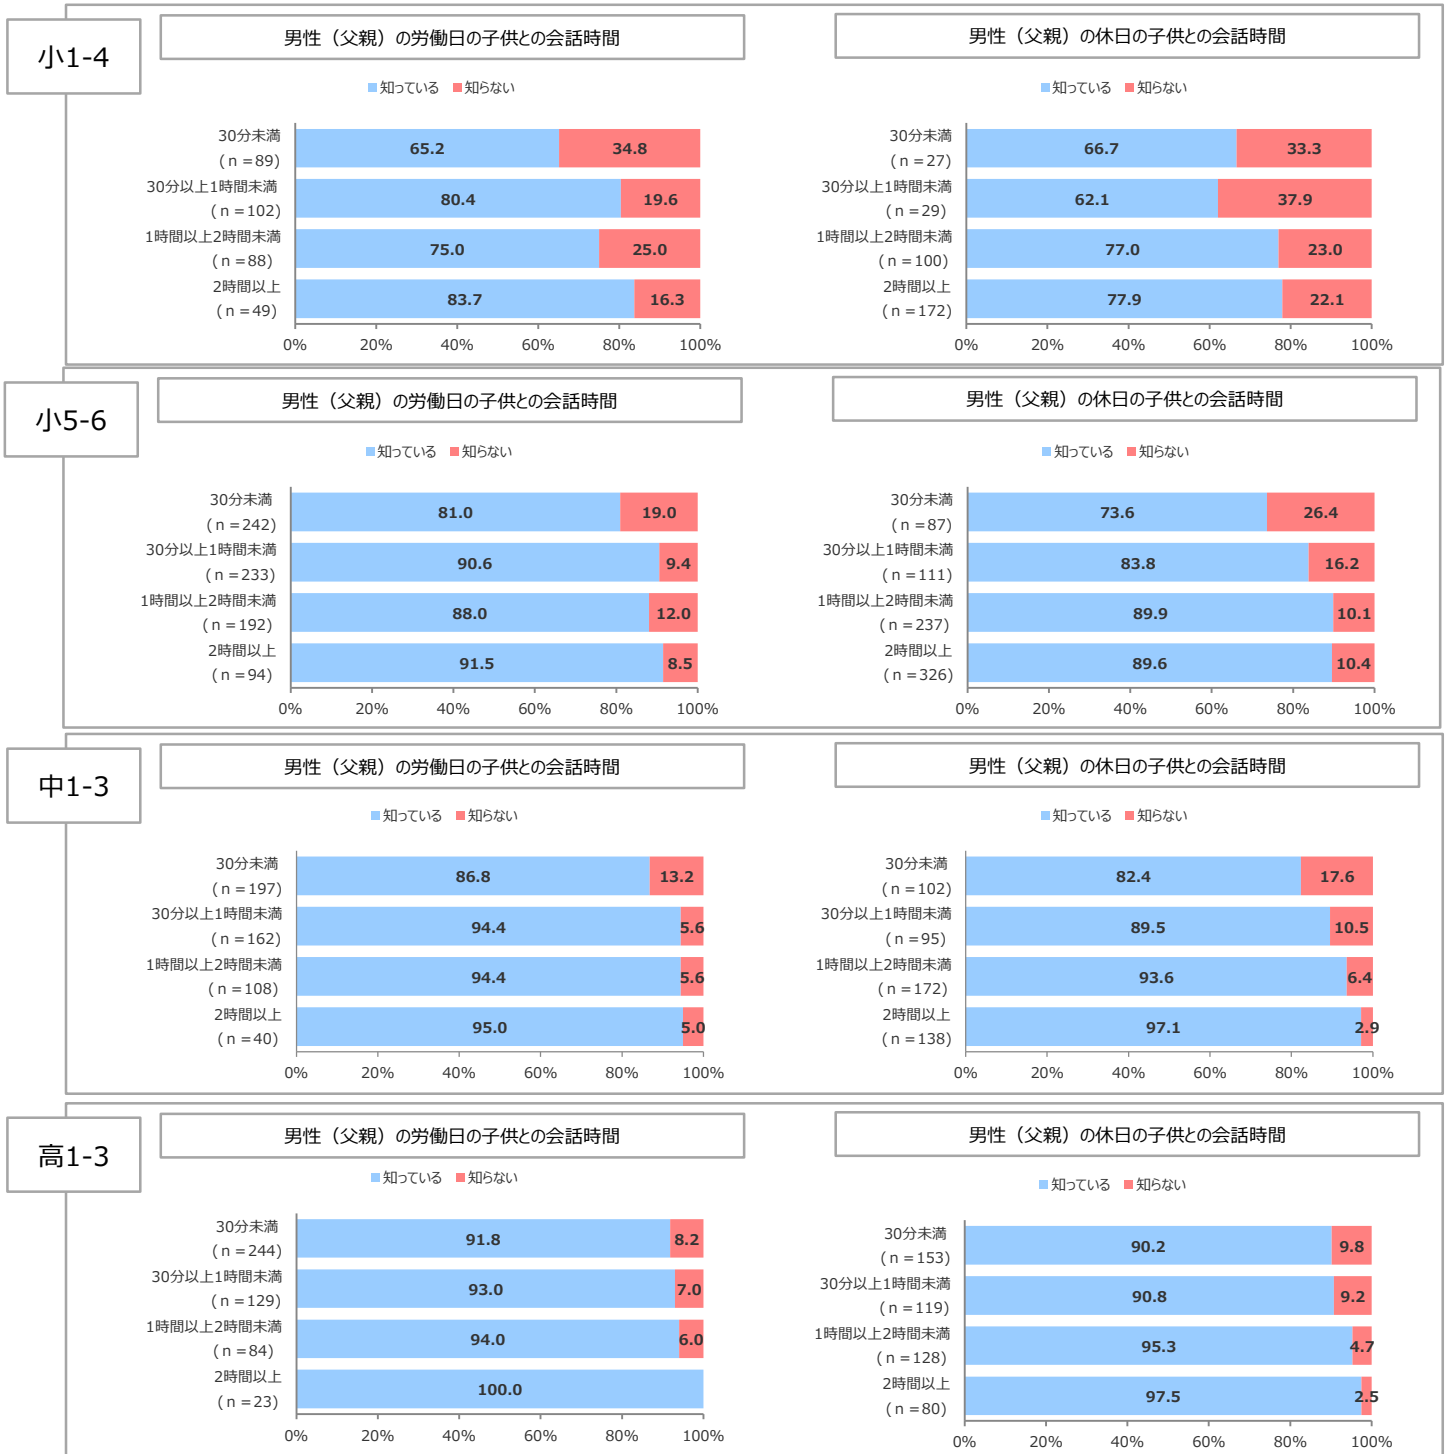 小1-4
男性（父親）の労働日の子供との会話時間
知っている 知らない
30分未満
(ｎ=89)
65.2 34.8
30分以上1時間未満
(ｎ=102)
80.4 19.6
1時間以上2時間未満
(ｎ=88)
75.0 25.0
2時間以上
(ｎ=49)
83.7 16.3
0% 20% 40% 60% 80% 100%
男性（父親）の休日の子供との会話時間
知っている 知らない
30分未満
(ｎ=27)
66.7 33.3
30分以上1時間未満
(ｎ=29)
62.1 37.9
1時間以上2時間未満
(ｎ=100)
77.0 23.0
2時間以上
(ｎ=172)
77.9 22.1
0% 20% 40% 60% 80% 100%
小5-6
男性（父親）の労働日の子供との会話時間
知っている 知らない
30分未満
(ｎ=242)
81.0 19.0
30分以上1時間未満
(ｎ=233)
90.6 9.4
1時間以上2時間未満
(ｎ=192)
88.0 12.0
2時間以上
(ｎ=94)
91.5 8.5
0% 20% 40% 60% 80% 100%
男性（父親）の休日の子供との会話時間
知っている 知らない
30分未満
(ｎ=87)
73.6 26.4
30分以上1時間未満
(ｎ=111)
83.8 16.2
1時間以上2時間未満
(ｎ=237)
89.9 10.1
2時間以上
(ｎ=326)
89.6 10.4
0% 20% 40% 60% 80% 100%
中1-3
男性（父親）の労働日の子供との会話時間
知っている 知らない
30分未満
(ｎ=197)
86.8 13.2
30分以上1時間未満
(ｎ=162)
94.4 5.6
1時間以上2時間未満
(ｎ=108)
94.4 5.6
2時間以上
(ｎ=40)
95.0 5.0
0% 20% 40% 60% 80% 100%
男性（父親）の休日の子供との会話時間
知っている 知らない
30分未満
(ｎ=102)
82.4 17.6
30分以上1時間未満
(ｎ=95)
89.5 10.5
1時間以上2時間未満
(ｎ=172)
93.6 6.4
2時間以上
(ｎ=138)
97.1 2.9
0% 20% 40% 60% 80% 100%
高1-3
男性（父親）の労働日の子供との会話時間
知っている 知らない
30分未満
(ｎ=244)
91.8 8.2
30分以上1時間未満
(ｎ=129)
93.0 7.0
1時間以上2時間未満
(ｎ=84)
94.0 6.0
2時間以上
(ｎ=23)
100.0
0% 20% 40% 60% 80% 100%
男性（父親）の休日の子供との会話時間
知っている 知らない
30分未満
(ｎ=153)
90.2 9.8
30分以上1時間未満
(ｎ=119)
90.8 9.2
1時間以上2時間未満
(ｎ=128)
95.3 4.7
2時間以上
(ｎ=80)
97.5 2.5
0% 20% 40% 60% 80% 100%